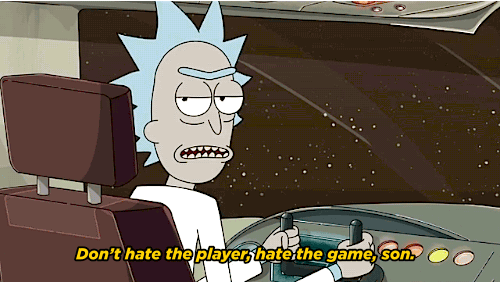 Don't hate the player, hate the game, son.